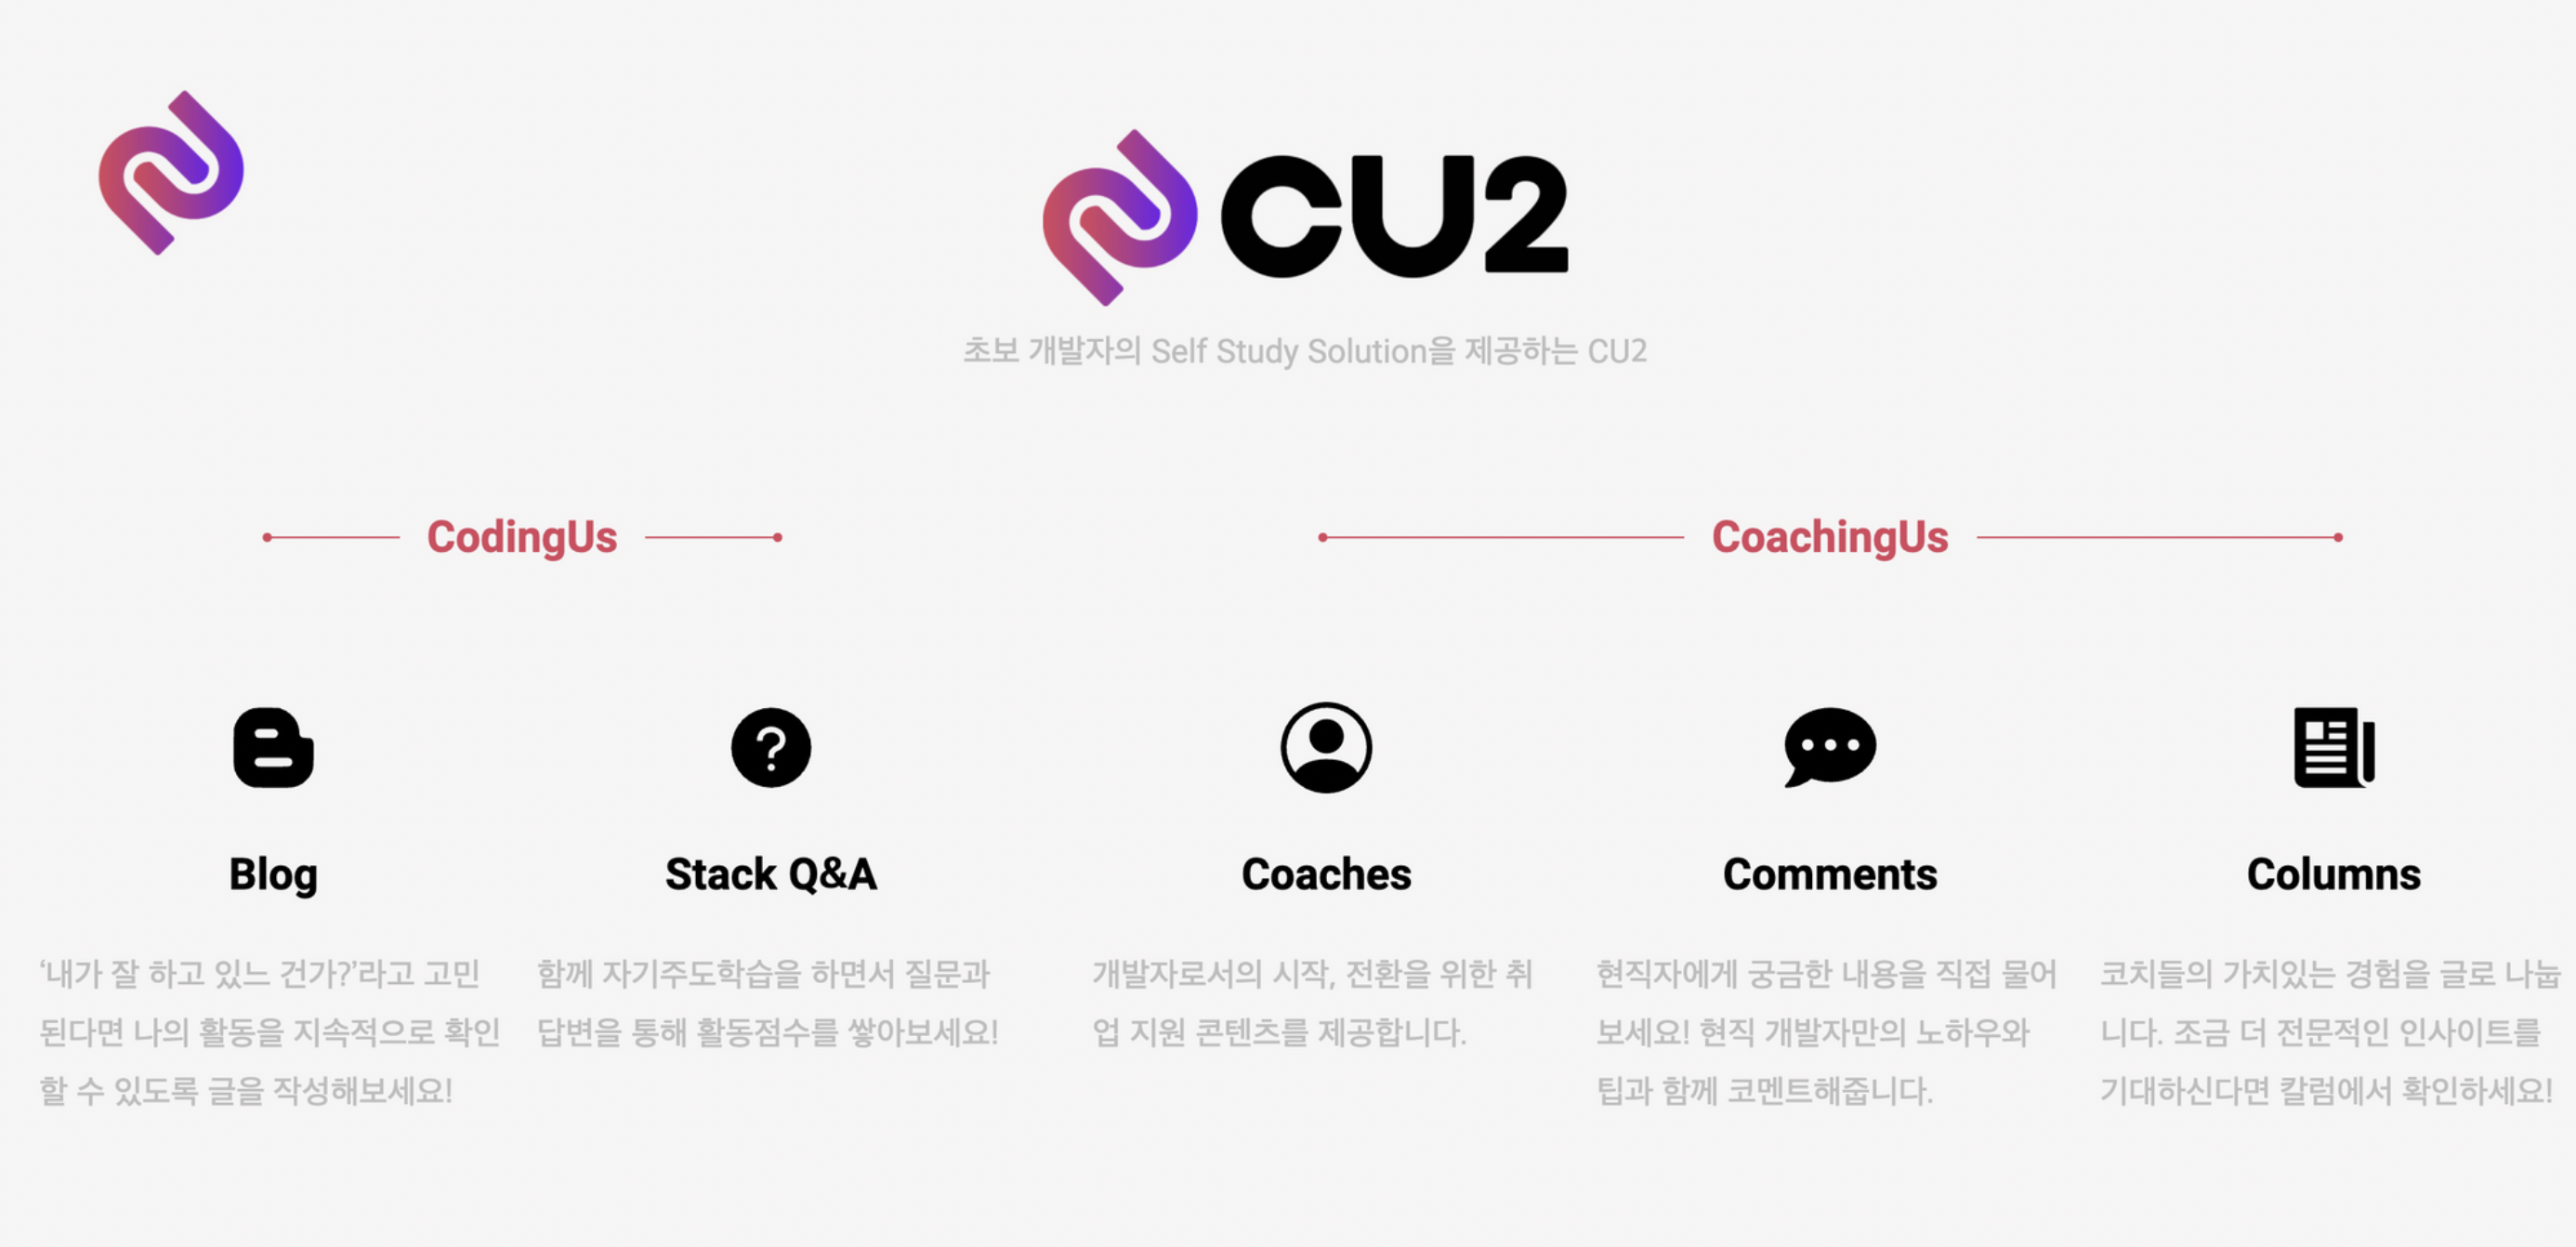 CU2
초보 개발자의 Self Study Solution을 제공하는 CU2
CodingUs
CoachingUs
Blog
‘내가 잘 하고 있느 건가?’라고 고민
된다면 나의 활동을 지속적으로 확인
할 수 있도록 글을 작성해보세요!
Stack Q&A
함께 자기주도학습을 하면서 질문과
답변을 통해 활동점수를 쌓아보세요!
Coaches
개발자로서의 시작, 전환을 위한 취
업 지원 콘텐츠를 제공합니다.
Comments
현직자에게 궁금한 내용을 직접 물어
보세요! 현직 개발자만의 노하우와
팁과 함께 코멘트해줍니다.
Columns
코치들의 가치있는 경험을 글로 나눕
니다. 조금 더 전문적인 인사이트를
기대하신다면 칼럼에서 확인하세요!